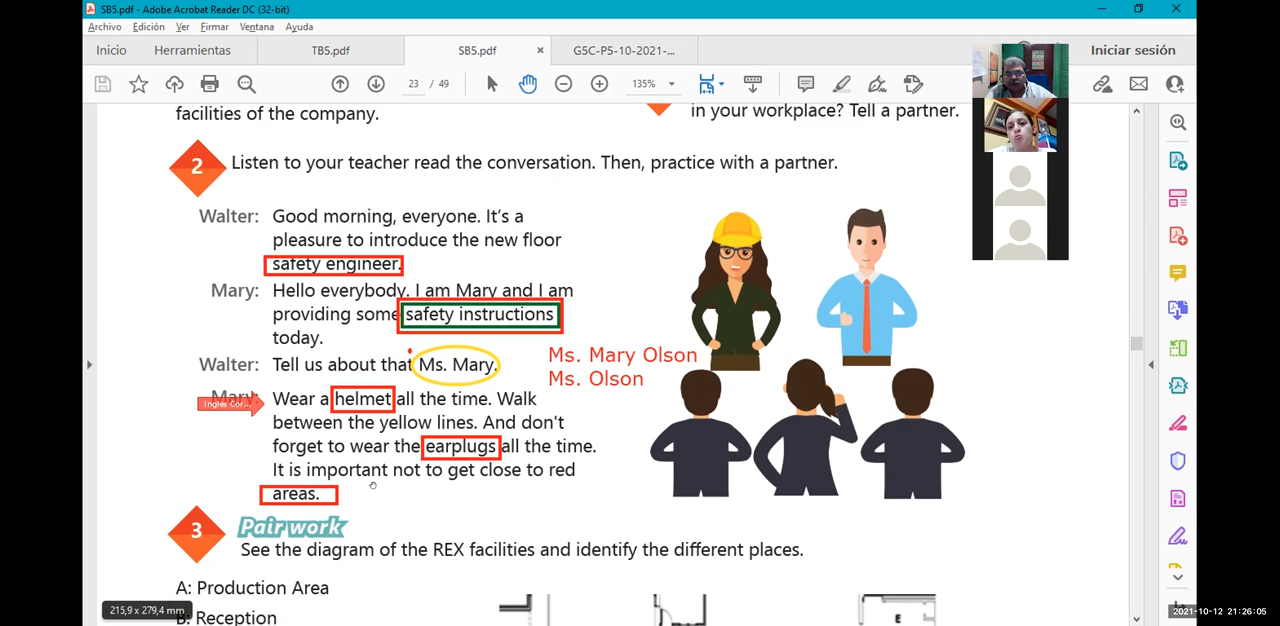 SB5.pdf - Adobe Acrobat Reader DC (32-bit)
Archivo Edición Ver Firmar Ventana Ayuda
Inicio Herramientas TB5.pdf SB5.pdf × G5C-P5-10-2021-... Iniciar sesión
23 / 49 135%
facilities of the company.
in your workplace? Tell a partner.
2 Listen to your teacher read the conversation. Then, practice with a partner.
Walter: Good morning, everyone. It's a
pleasure to introduce the new floor
safety engineer.
Mary: Hello everybody. I am Mary and I am
providing some safety instructions
today.
Walter: Tell us about that Ms. Mary.
Ms. Mary Olson
Ms. Olson
Mary: Wear a helmet all the time. Walk
Ingles Cor...
between the yellow lines. And don't
forget to wear the earplugs all the time.
It is important not to get close to red
areas.
3 Pair work
See the diagram of the REX facilities and identify the different places.
A: Production Area
B: Reception
E
215,9 x 279,4 mm
2021-10-12 21:26:05